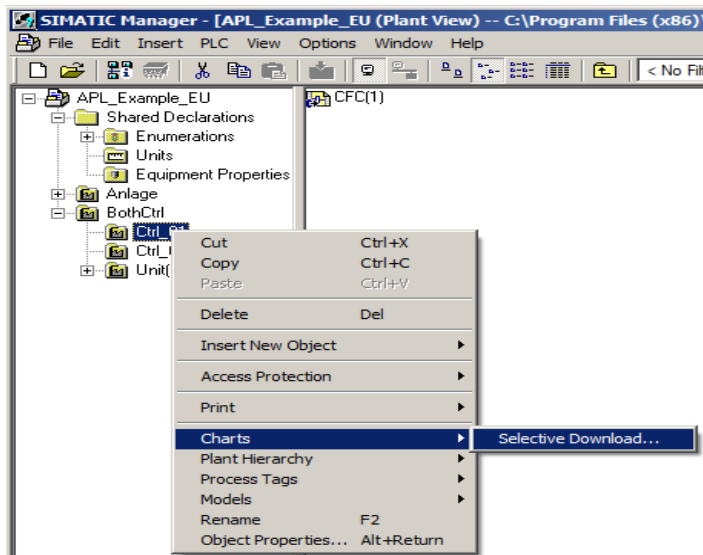 SIMATIC Manager - [APL_Example_EU (Plant View) -- C:\Program Files (x86)\
File Edit Insert PLC View Options Window Help
< No Filt
APL_Example_EU
CFC(1)
Shared Declarations
Enumerations
Units
Equipment Properties
Anlage
BothCtrl
Ctrl_01
Ctrl_
Unit(
Cut Ctrl+X
Copy Ctrl+C
Paste Ctrl+V
Delete Del
Insert New Object
Access Protection
Print
Charts
Selective Download...
Plant Hierarchy
Process Tags
Models
Rename F2
Object Properties... Alt+Return